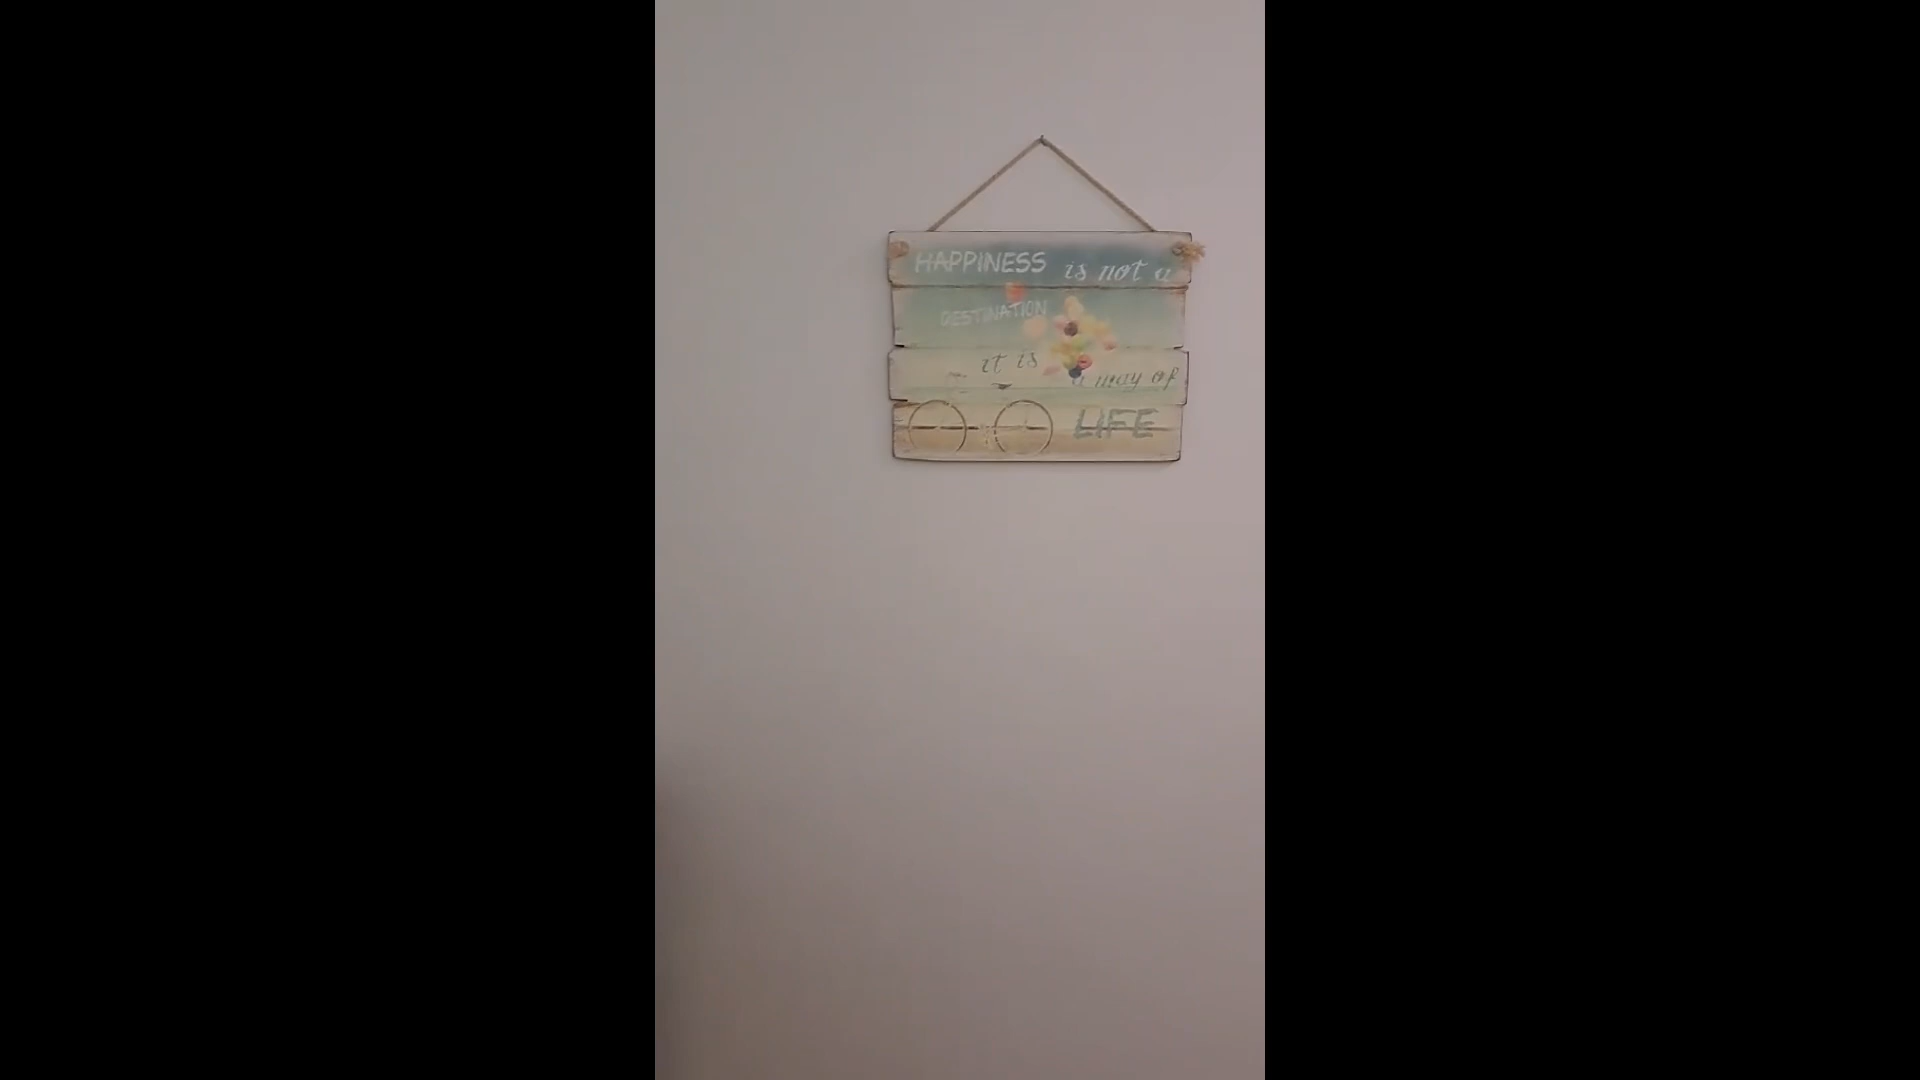 HAPPINESS is not a
DESTINATION
it is
a way of
LIFE